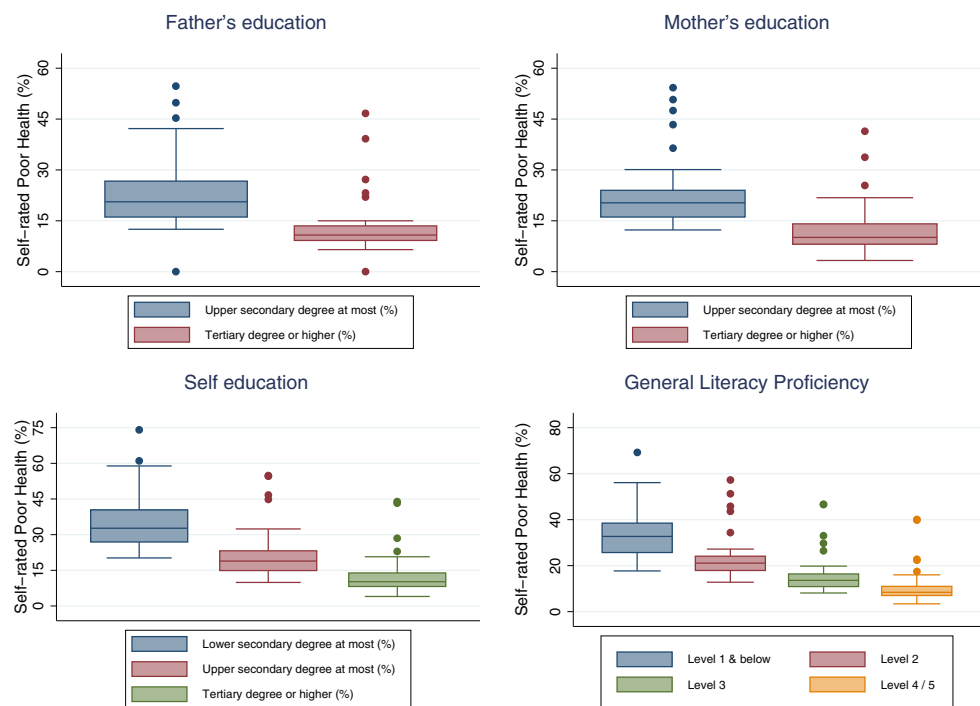 Father's education
Self−rated Poor Health (%)
60
45
30
15
0
Upper secondary degree at most (%)
Tertiary degree or higher (%)
Mother's education
Self−rated Poor Health (%)
60
45
30
15
0
Upper secondary degree at most (%)
Tertiary degree or higher (%)
Self education
Self−rated Poor Health (%)
75
60
45
30
15
0
Lower secondary degree at most (%)
Upper secondary degree at most (%)
Tertiary degree or higher (%)
General Literacy Proficiency
Self−rated Poor Health (%)
80
60
40
20
0
Level 1 & below
Level 2
Level 3
Level 4 / 5